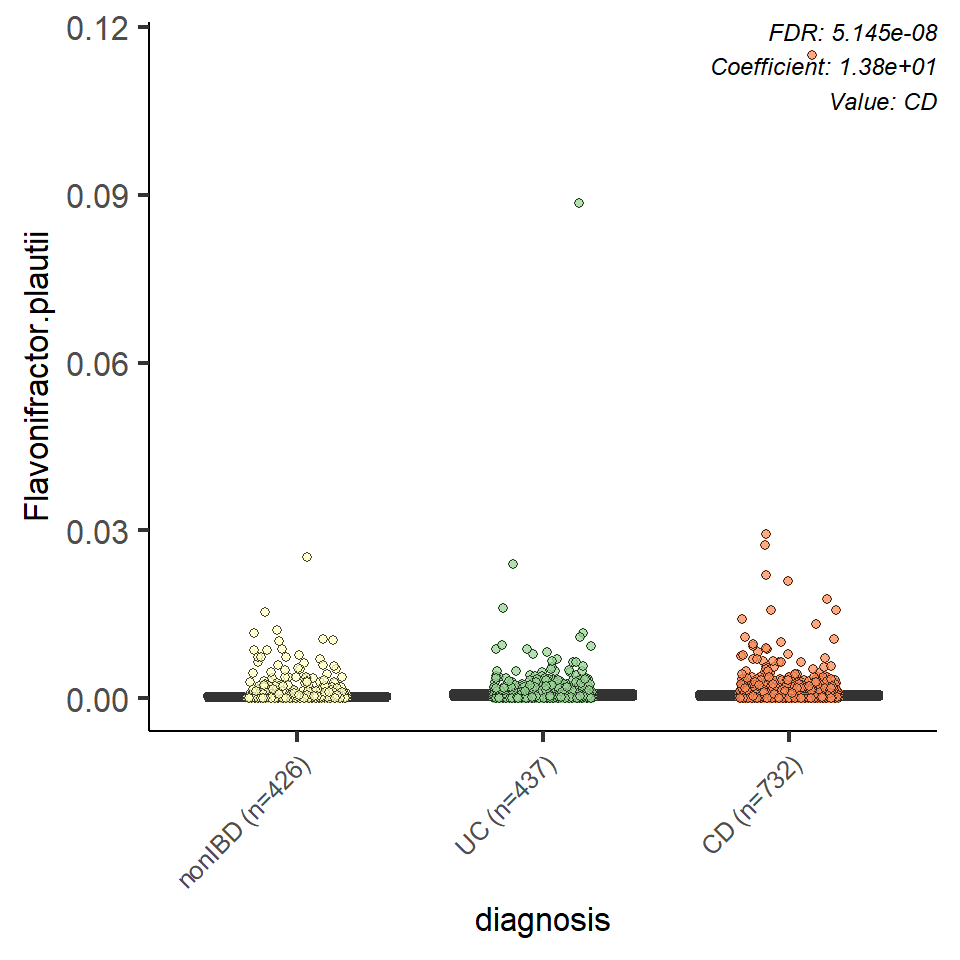 FDR: 5.145e-08
Coefficient: 1.38e+01
Value: CD
0.12
0.09
0.06
0.03
0.00
Flavonifractor.plautii
nonIBD (n=426)
UC (n=437)
CD (n=732)
diagnosis